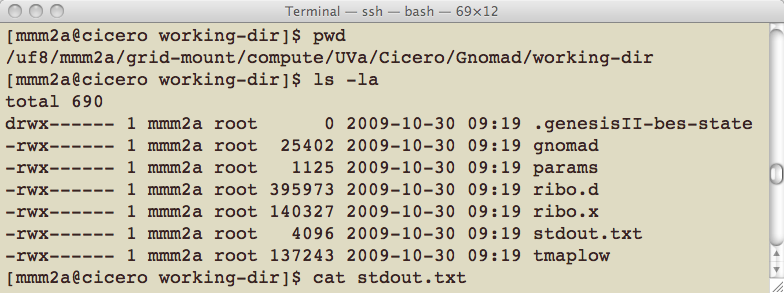 Terminal — ssh — bash — 69×12
[mmm2a@cicero working-dir]$ pwd
/uf8/mmm2a/grid-mount/compute/UVa/Cicero/Gnomad/working-dir
[mmm2a@cicero working-dir]$ ls -la
total 690
drwx------ 1 mmm2a root      0 2009-10-30 09:19 .genesisII-bes-state
-rwx------ 1 mmm2a root  25402 2009-10-30 09:19 gnomad
-rwx------ 1 mmm2a root   1125 2009-10-30 09:19 params
-rwx------ 1 mmm2a root 395973 2009-10-30 09:19 ribo.d
-rwx------ 1 mmm2a root 140327 2009-10-30 09:19 ribo.x
-rwx------ 1 mmm2a root   4096 2009-10-30 09:19 stdout.txt
-rwx------ 1 mmm2a root 137243 2009-10-30 09:19 tmaplow
[mmm2a@cicero working-dir]$ cat stdout.txt